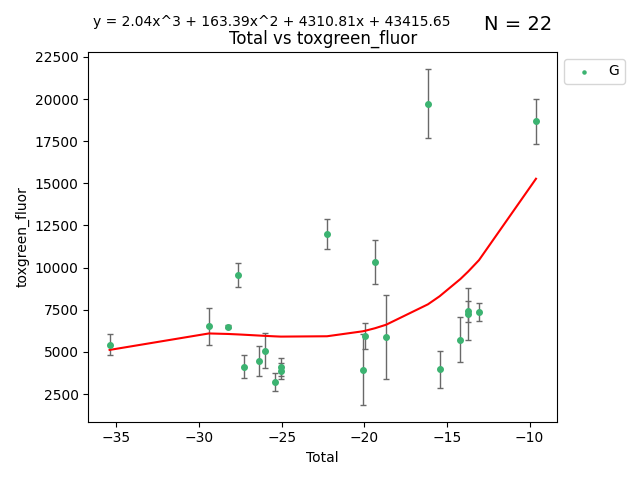 y = 2.04x^3 + 163.39x^2 + 4310.81x + 43415.65
N = 22
Total vs toxgreen_fluor
G
22500
20000
17500
15000
12500
10000
7500
5000
2500
toxgreen_fluor
−35
−30
−25
−20
−15
−10
Total